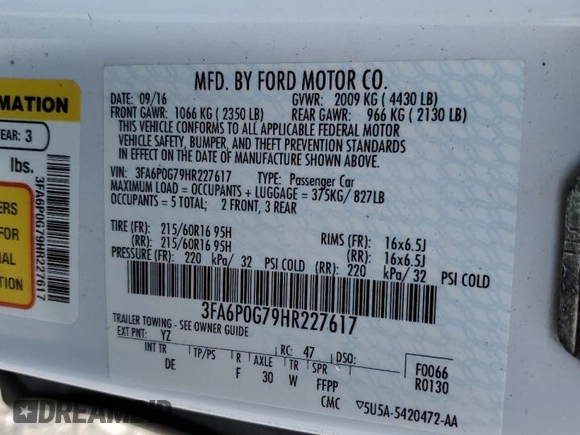 MFD. BY FORD MOTOR CO.
DATE: 09/16 GVWR: 2009 KG ( 4430 LB)
FRONT GAWR: 1066 KG ( 2350 LB) REAR GAWR: 966 KG ( 2130 LB)
THIS VEHICLE CONFORMS TO ALL APPLICABLE FEDERAL MOTOR
VEHICLE SAFETY, BUMPER, AND THEFT PREVENTION STANDARDS
IN EFFECT ON THE DATE OF MANUFACTURE SHOWN ABOVE.
VIN: 3FA6P0G79HR227617 TYPE: Passenger Car
MAXIMUM LOAD = OCCUPANTS + LUGGAGE = 375KG/ 827LB
OCCUPANTS = 5 TOTAL; 2 FRONT, 3 REAR
TIRE (FR): 215/60R16 95H RIMS (FR): 16x6.5J
(RR): 215/60R16 95H (RR): 16x6.5J
PRESSURE (FR): 220 kPa/ 32 PSI COLD (RR): 220 kPa/ 32 PSI COLD
3FA6P0G79HR227617
TRAILER TOWING - SEE OWNER GUIDE
EXT PNT: YZ RC: 47 DSO:
INT TR TP/PS R AXLE TR SPR
DE F 30 W FFPP
F0066
R0130
CMC ▽5U5A-5420472-AA
RMATION
EAR: 3
lbs.
3FA6P0G79HR227617
ERS
FOR
IAL
ION
DREAMBID